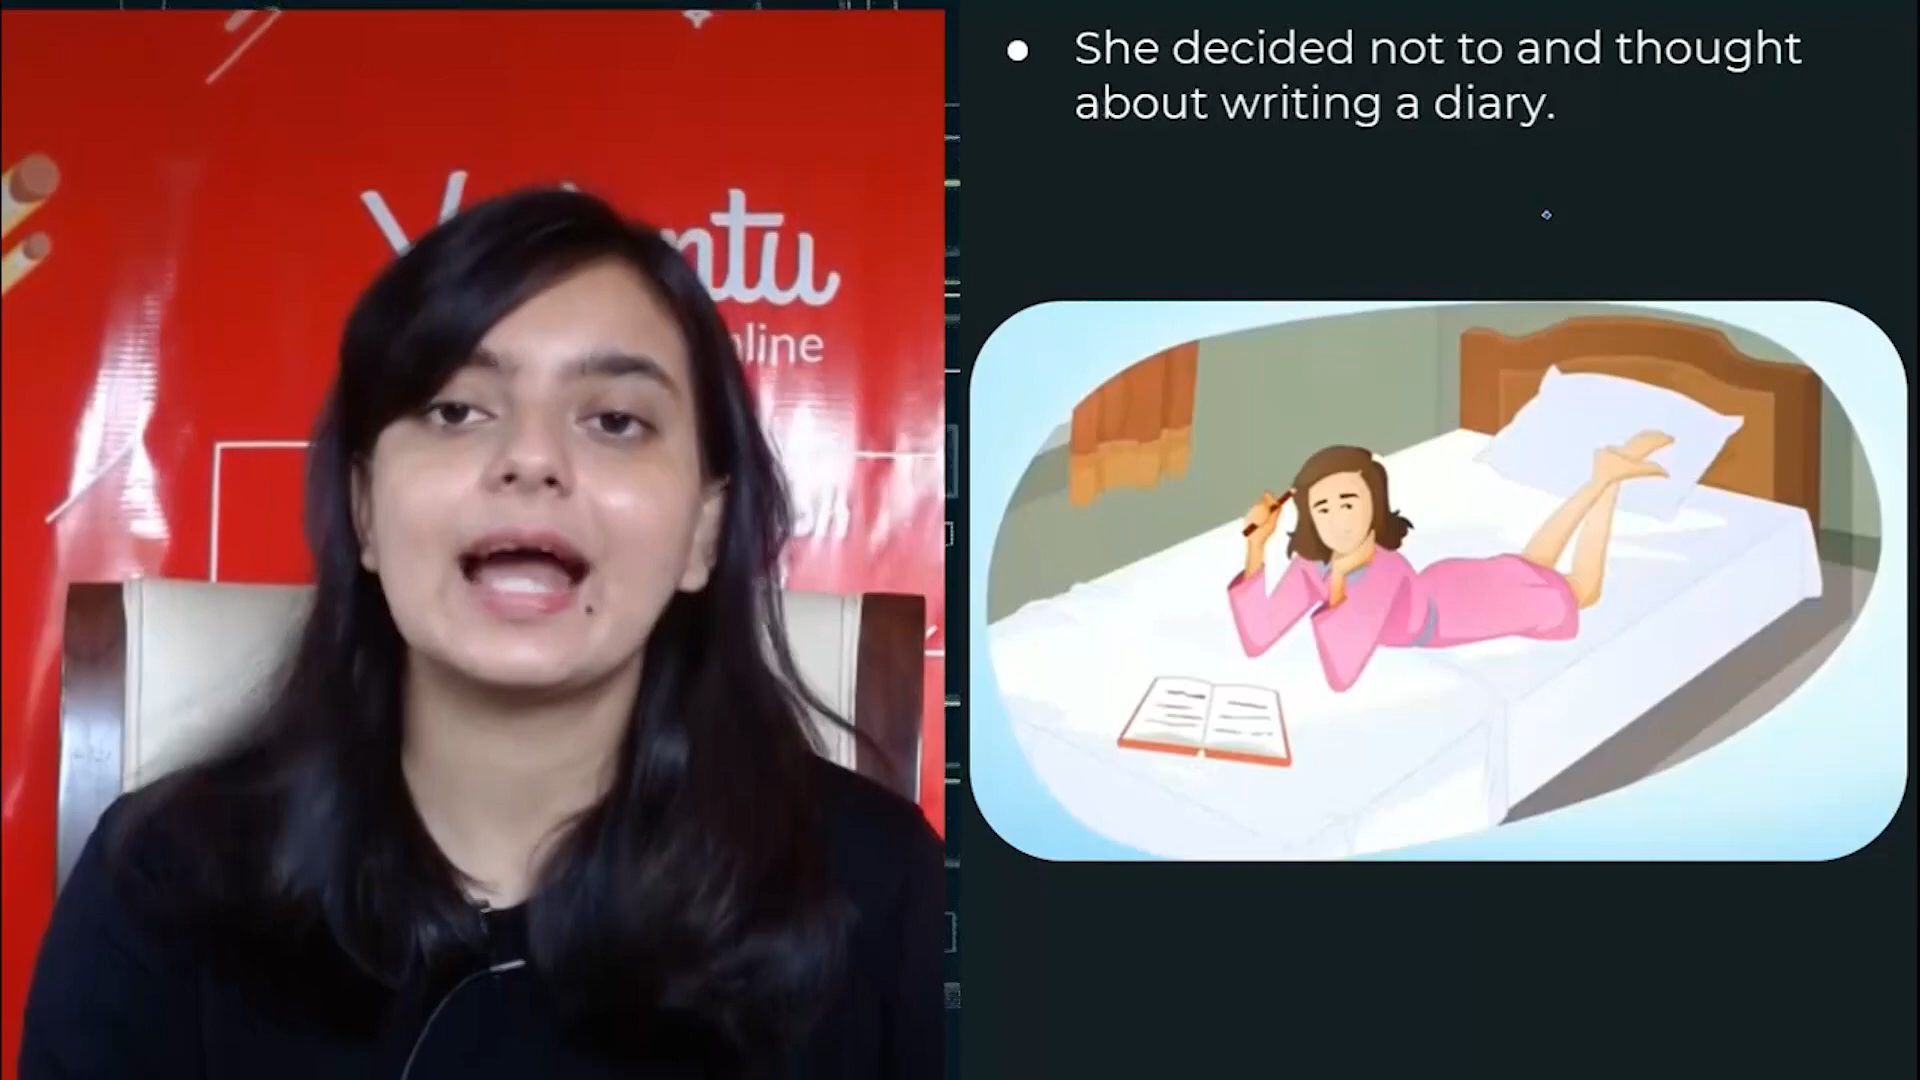 She decided not to and thought
about writing a diary.